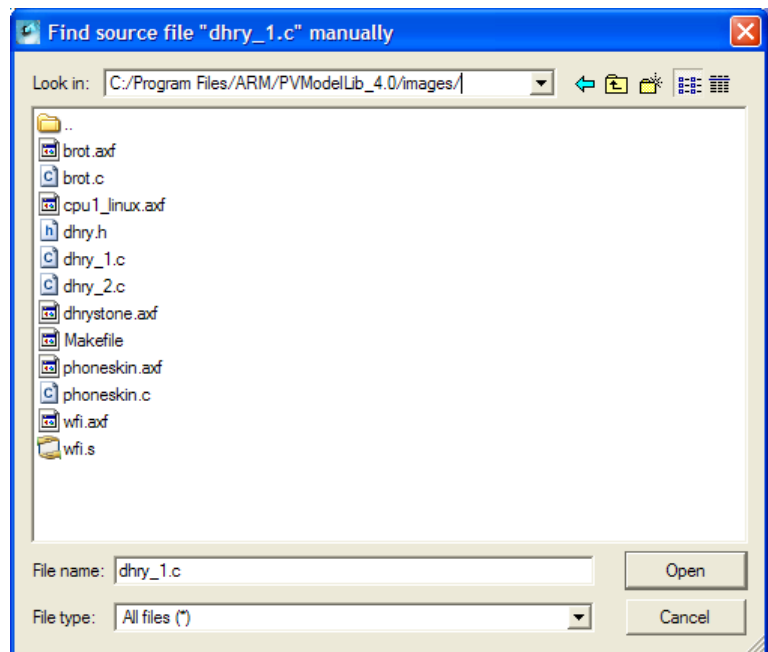 Find source file "dhry_1.c" manually
Look in: C:/Program Files/ARM/PVModelLib_4.0/images/
..
brot.axf
brot.c
cpu1_linux.axf
dhry.h
dhry_1.c
dhry_2.c
dhrystone.axf
Makefile
phoneskin.axf
phoneskin.c
wfi.axf
wfi.s
File name: dhry_1.c Open
File type: All files (*) Cancel